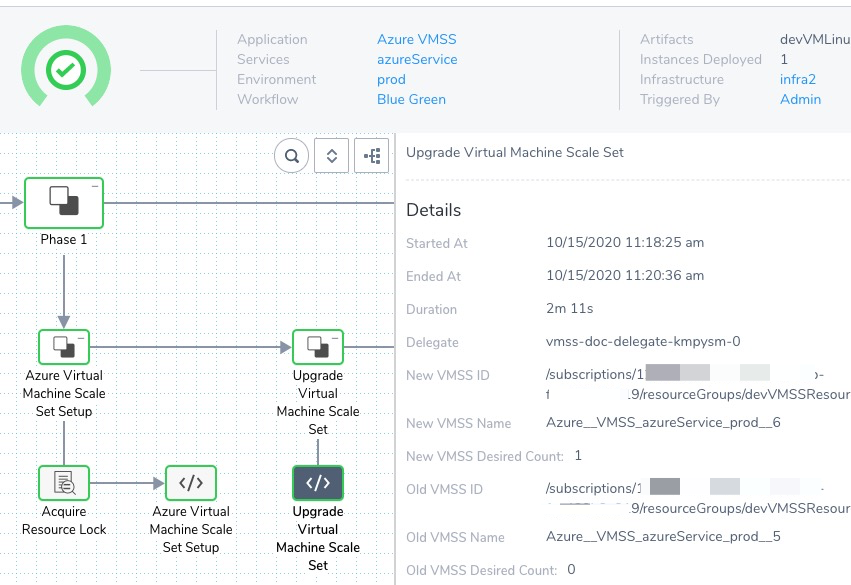 Application Azure VMSS
Services azureService
Environment prod
Workflow Blue Green
Artifacts devVMLinu
Instances Deployed 1
Infrastructure infra2
Triggered By Admin
Phase 1
Azure Virtual
Machine Scale
Set Setup
Upgrade
Virtual
Machine Scale
Set
Acquire
Resource Lock
</>
Azure Virtual
Machine Scale
Set Setup
</>
Upgrade
Virtual
Machine Scale
Set
Upgrade Virtual Machine Scale Set
Details
Started At 10/15/2020 11:18:25 am
Ended At 10/15/2020 11:20:36 am
Duration 2m 11s
Delegate vmss-doc-delegate-kmpysm-0
New VMSS ID /subscriptions/1
9/resourceGroups/devVMSSResour
New VMSS Name Azure__VMSS_azureService_prod__6
New VMSS Desired Count: 1
Old VMSS ID /subscriptions/1
.9/resourceGroups/devVMSSResour
Old VMSS Name Azure__VMSS_azureService_prod__5
Old VMSS Desired Count: 0